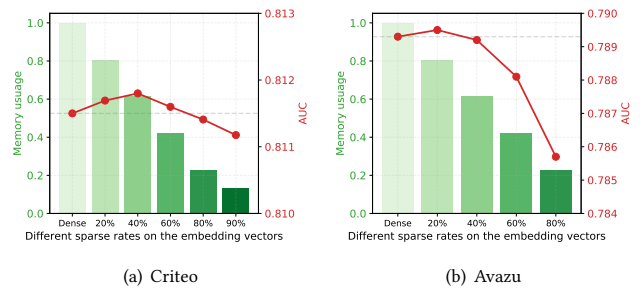 1.0
0.8
0.6
0.4
0.2
0.0
Memory usuage
0.813
0.812
0.811
0.810
AUC
Dense 20% 40% 60% 80% 90%
Different sparse rates on the embedding vectors
(a) Criteo
1.0
0.8
0.6
0.4
0.2
0.0
Memory usuage
0.790
0.789
0.788
0.787
0.786
0.785
0.784
AUC
Dense 20% 40% 60% 80%
Different sparse rates on the embedding vectors
(b) Avazu